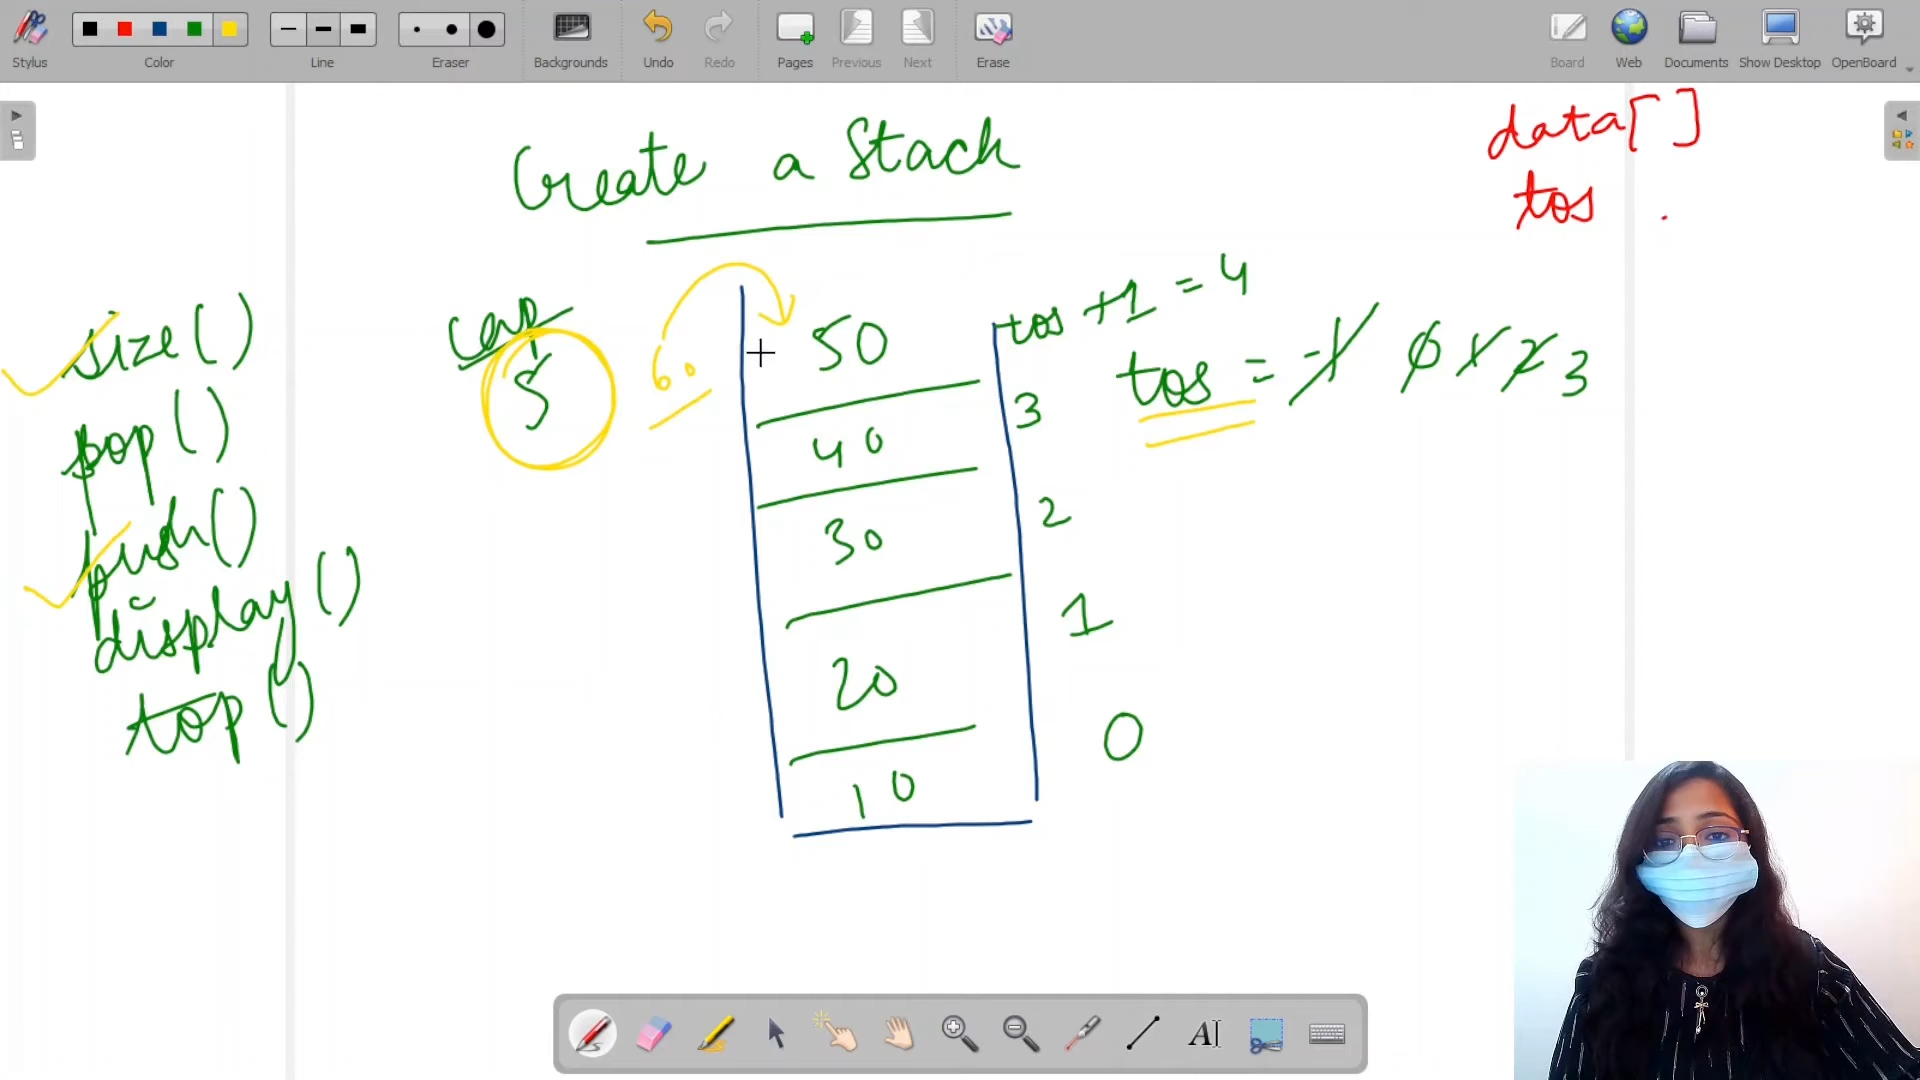 Stylus
Color
Line
Eraser
Backgrounds
Undo
Redo
Pages
Previous
Next
Erase
Board
Web
Documents
Show Desktop
OpenBoard
data[]
tos
Create a Stack
size()
pop()
push()
display()
top()
cap
5
60
50
40
30
20
10
3
2
1
0
tos + 1 = 4
tos = -1 0 1 2 3